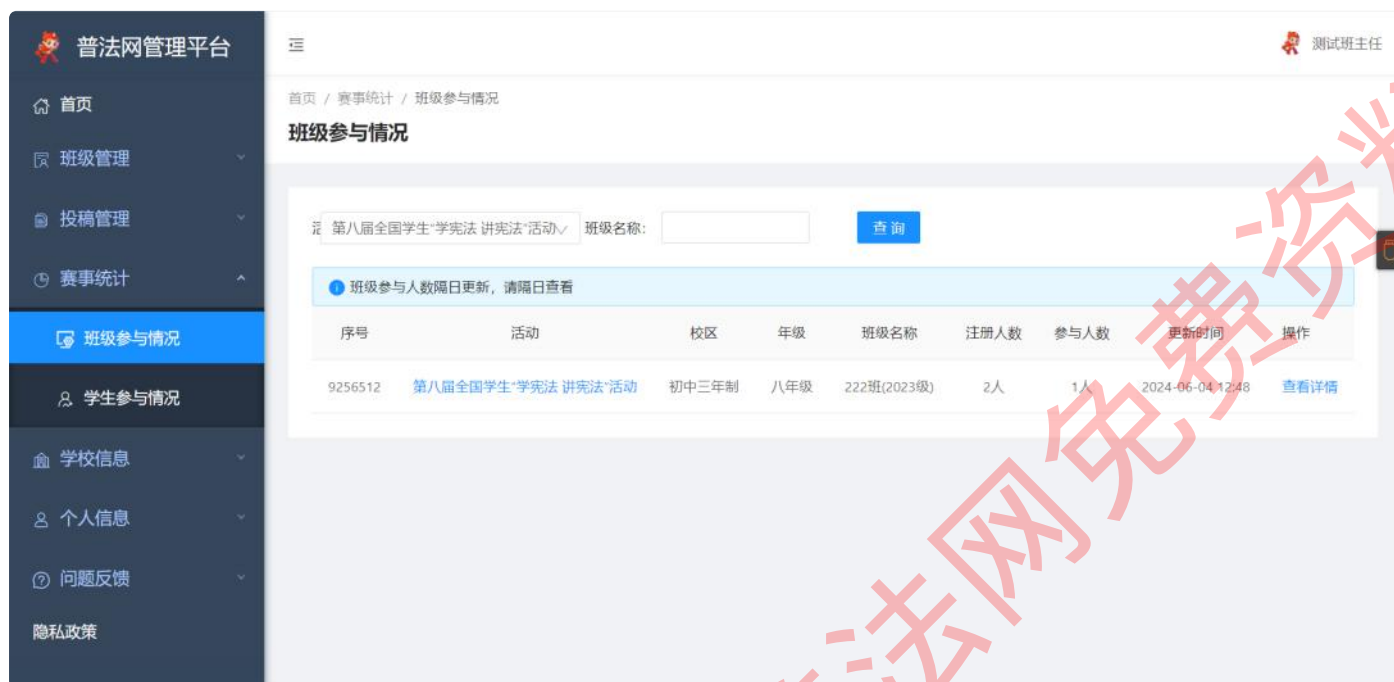 普法网管理平台
测试班主任
首页
班级管理
投稿管理
赛事统计
班级参与情况
学生参与情况
学校信息
个人信息
问题反馈
隐私政策
首页 / 赛事统计 / 班级参与情况
班级参与情况
第八届全国学生“学宪法 讲宪法”活动 班级名称: 查 询
班级参与人数隔日更新，请隔日查看
序号 活动 校区 年级 班级名称 注册人数 参与人数 更新时间 操作
9256512 第八届全国学生“学宪法 讲宪法”活动 初中三年制 八年级 222班(2023级) 2人 1人 2024-06-04 12:48 查看详情
法网免费资料